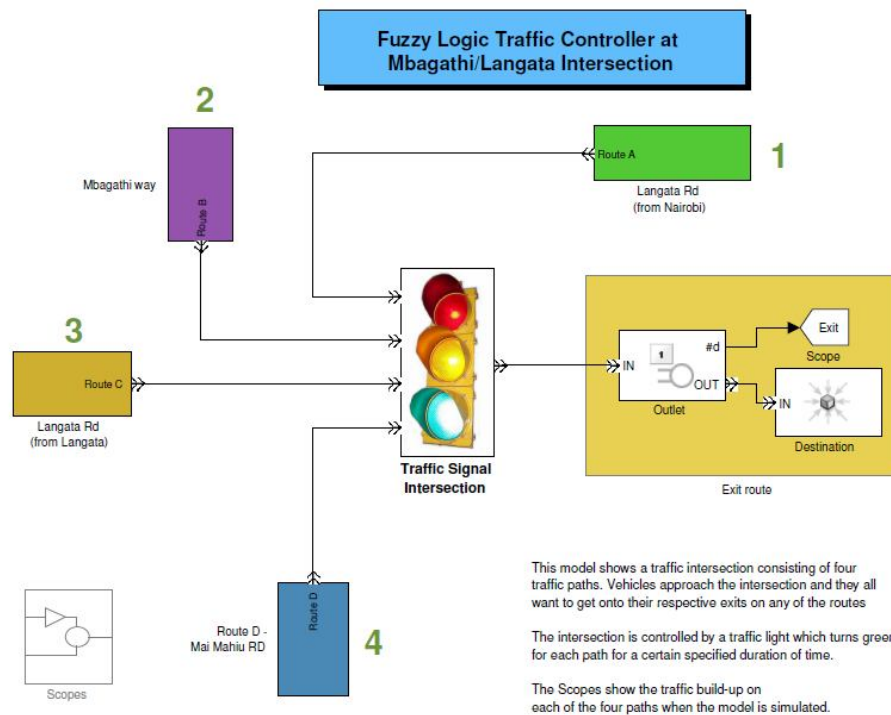 Fuzzy Logic Traffic Controller at
Mbagathi/Langata Intersection
2
1
Route A
Langata Rd
(from Nairobi)
Mbagathi way
Route B
3
Route C
Langata Rd
(from Langata)
Traffic Signal
Intersection
IN
1
#d
OUT
Outlet
Exit
Scope
IN
Destination
Exit route
Route D
Route D -
Mai Mahiu RD
4
Scopes
This model shows a traffic intersection consisting of four
traffic paths. Vehicles approach the intersection and they all
want to get onto their respective exits on any of the routes
The intersection is controlled by a traffic light which turns green
for each path for a certain specified duration of time.
The Scopes show the traffic build-up on
each of the four paths when the model is simulated.